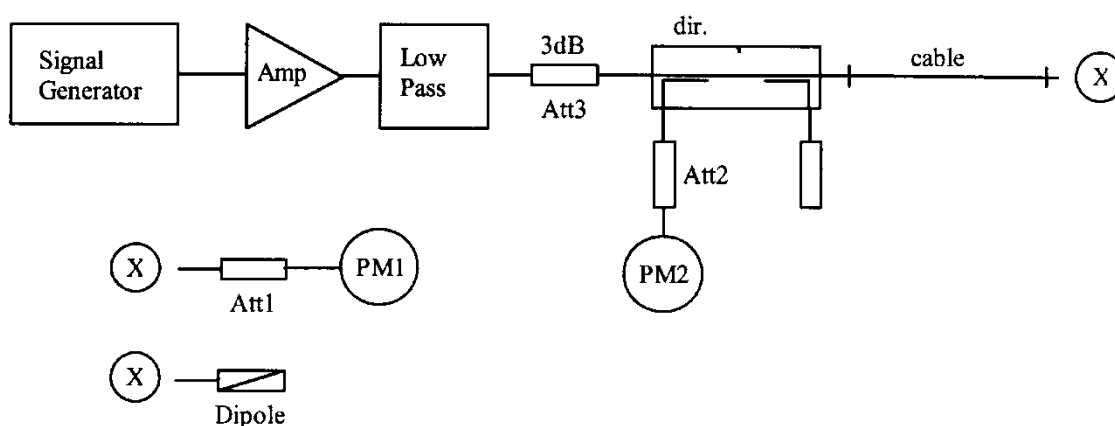 Signal
Generator
Amp
Low
Pass
3dB
Att3
dir.
cable
X
Att2
PM2
X
Att1
PM1
X
Dipole